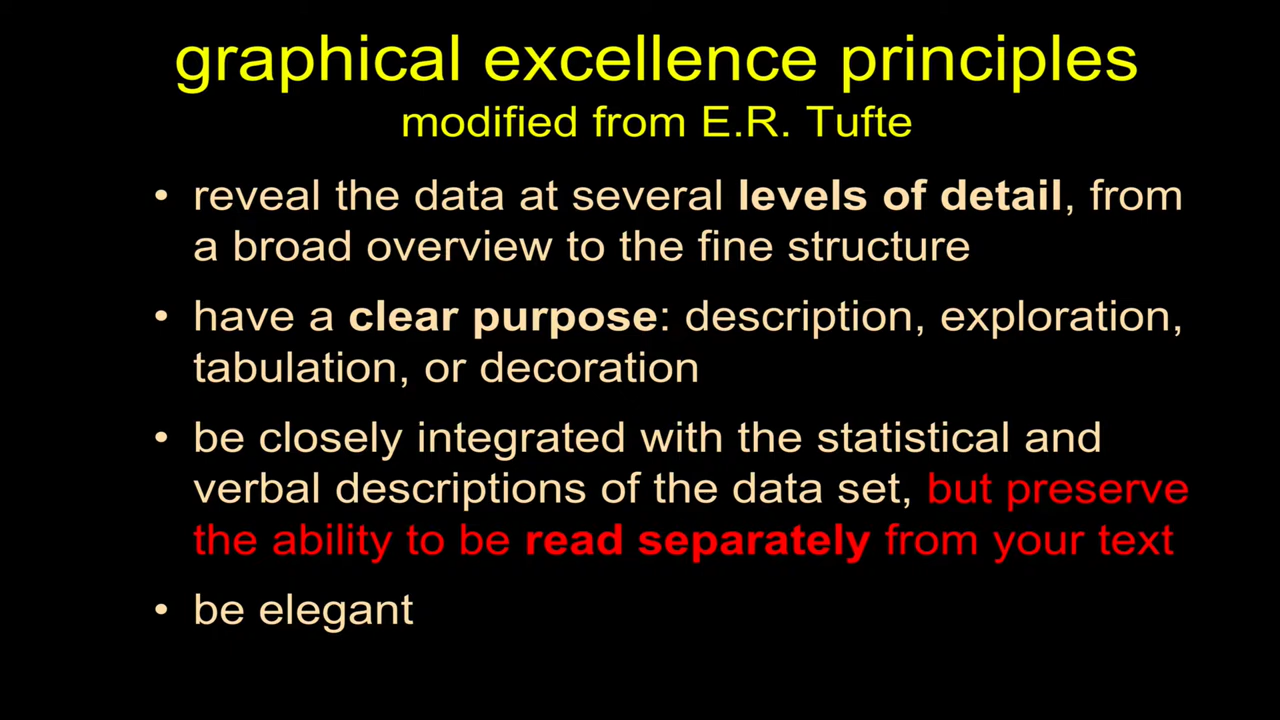 graphical excellence principles
modified from E.R. Tufte
• reveal the data at several levels of detail, from
a broad overview to the fine structure
• have a clear purpose: description, exploration,
tabulation, or decoration
• be closely integrated with the statistical and
verbal descriptions of the data set, but preserve
the ability to be read separately from your text
• be elegant